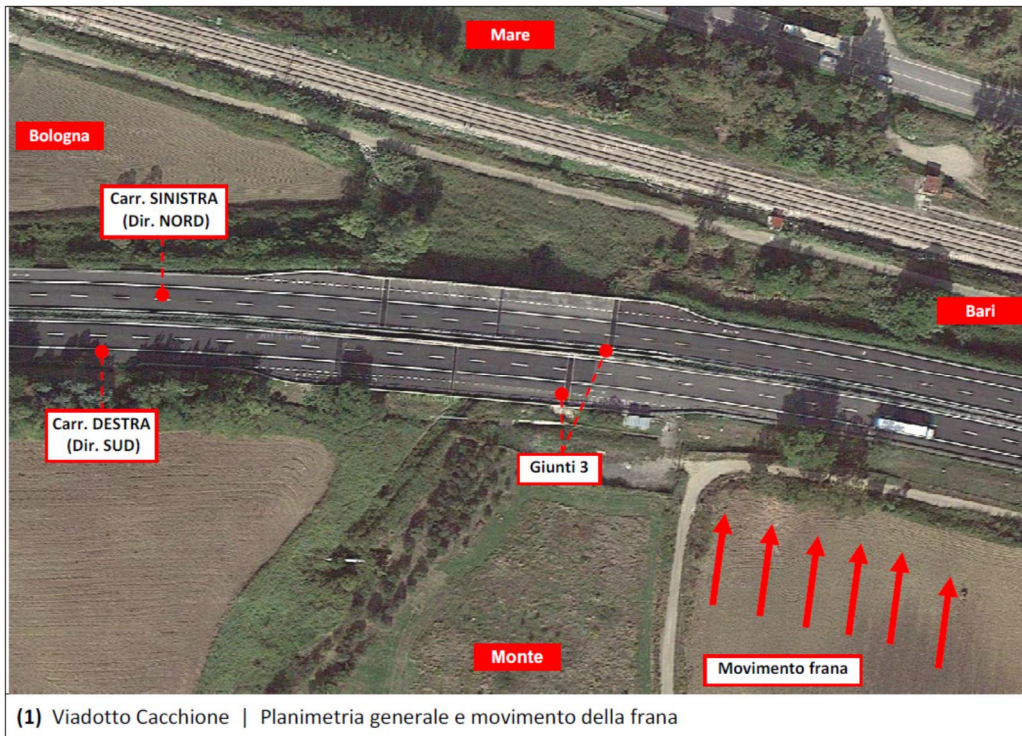 Mare
Bologna
Carr. SINISTRA
(Dir. NORD)
Bari
Carr. DESTRA
(Dir. SUD)
Giunti 3
Monte
Movimento frana
(1) Viadotto Cacchione | Planimetria generale e movimento della frana